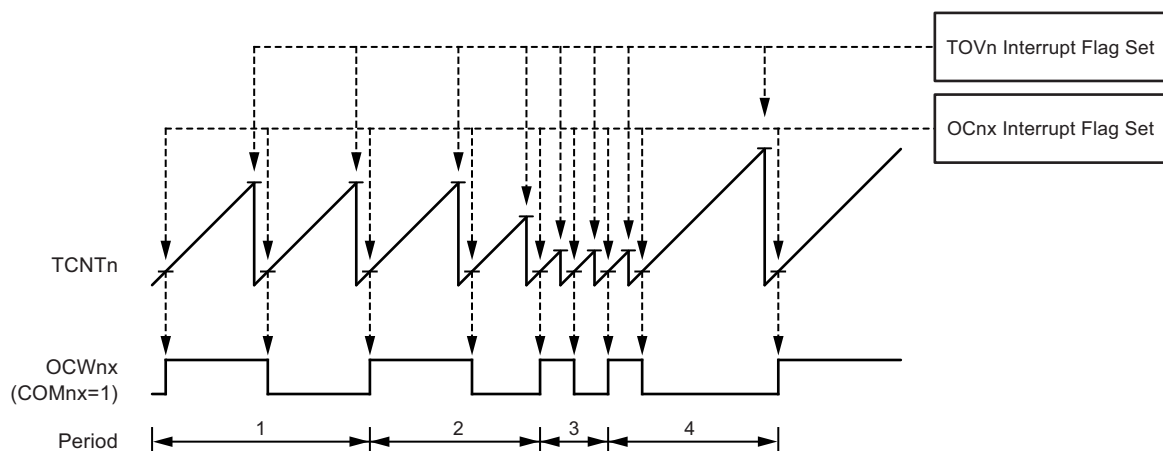 TOVn Interrupt Flag Set
OCnx Interrupt Flag Set
TCNTn
OCWnx
(COMnx=1)
Period
1
2
3
4